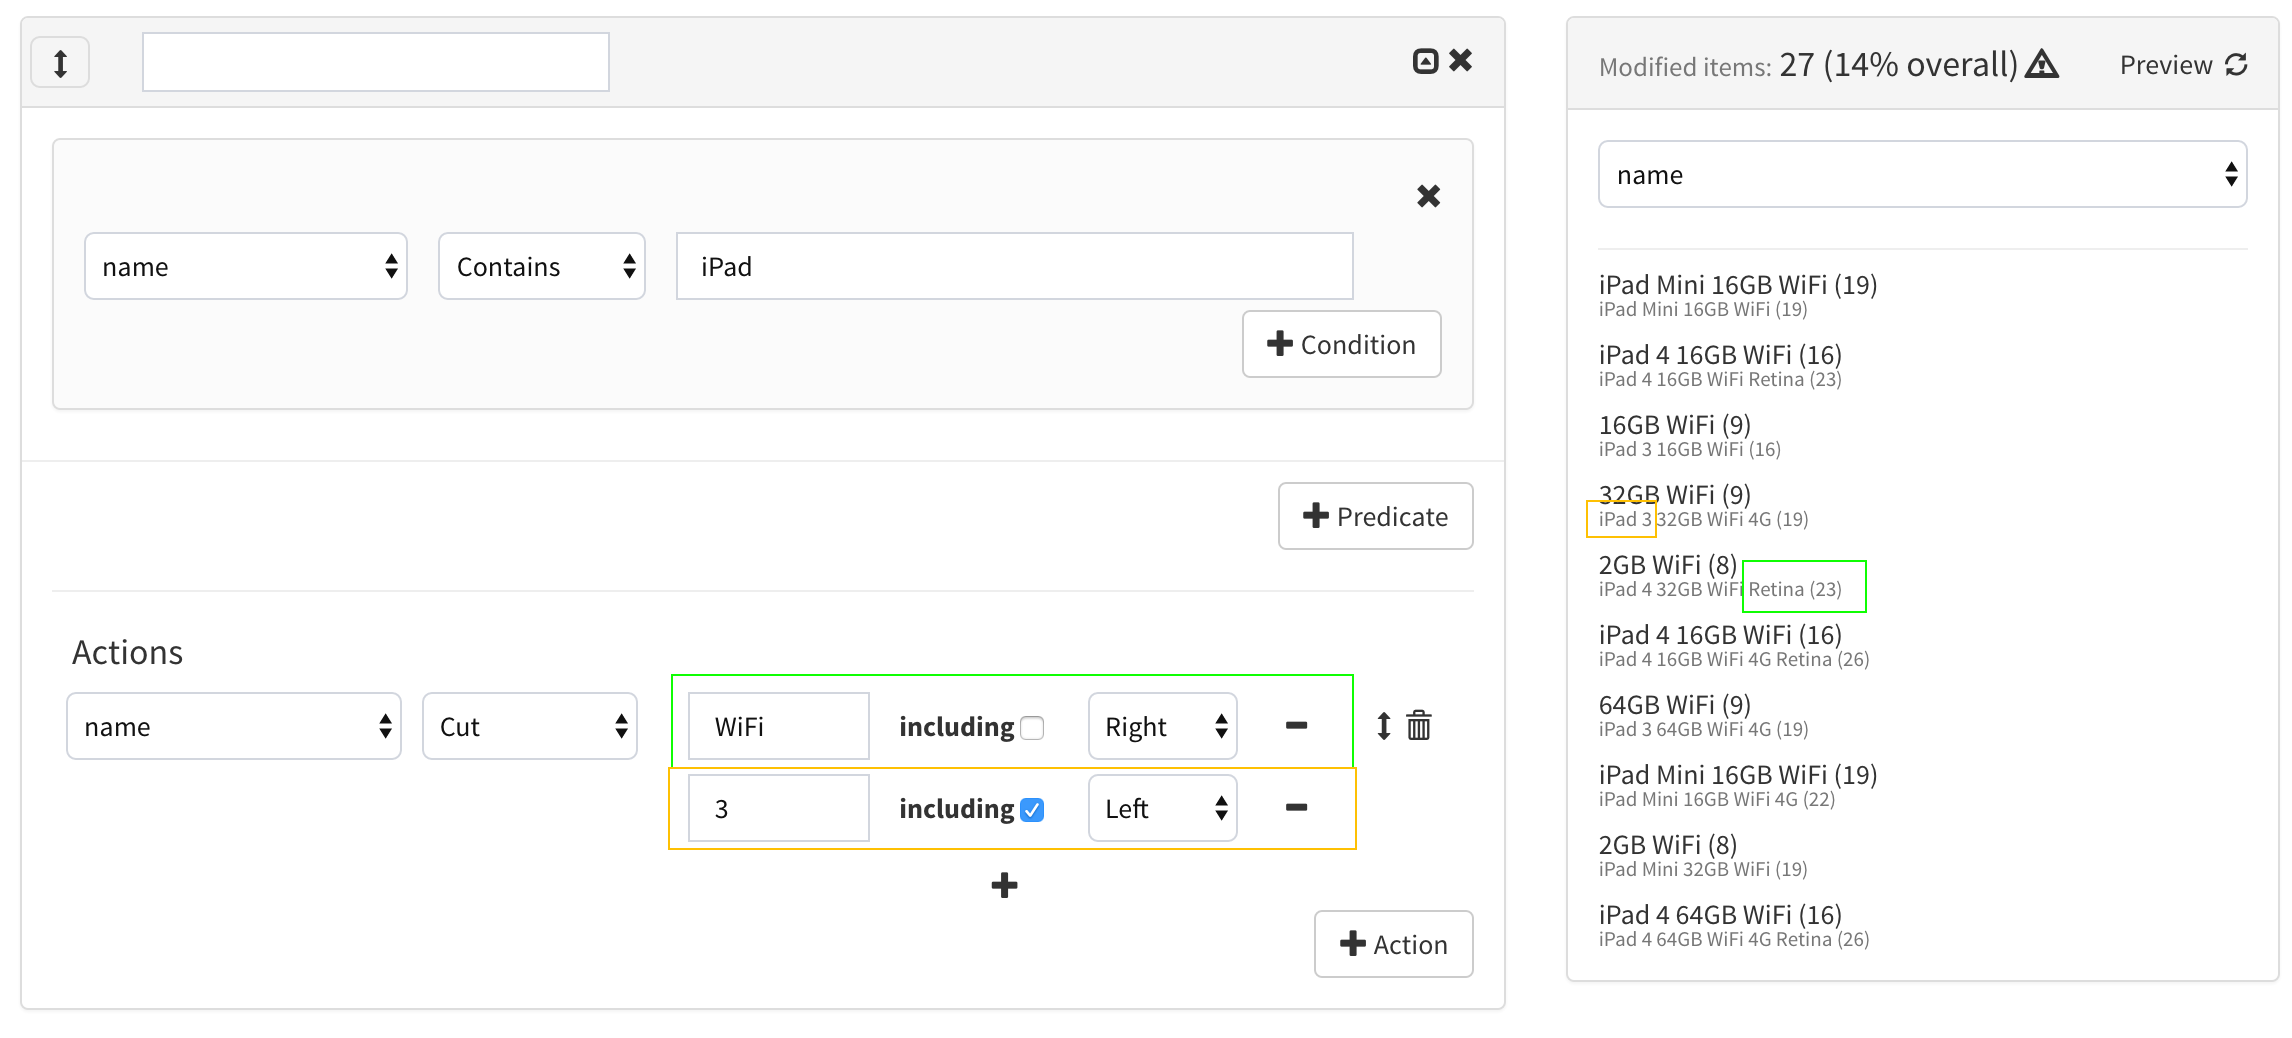 name
Contains
iPad
Condition
Predicate
Actions
name
Cut
WiFi
including
Right
3
including
Left
Action
Modified items: 27 (14% overall)
Preview
name
iPad Mini 16GB WiFi (19)
iPad Mini 16GB WiFi (19)
iPad 4 16GB WiFi (16)
iPad 4 16GB WiFi Retina (23)
16GB WiFi (9)
iPad 3 16GB WiFi (16)
32GB WiFi (9)
iPad 3 32GB WiFi 4G (19)
2GB WiFi (8)
iPad 4 32GB WiFi Retina (23)
iPad 4 16GB WiFi (16)
iPad 4 16GB WiFi 4G Retina (26)
64GB WiFi (9)
iPad 3 64GB WiFi 4G (19)
iPad Mini 16GB WiFi (19)
iPad Mini 16GB WiFi 4G (22)
2GB WiFi (8)
iPad Mini 32GB WiFi (19)
iPad 4 64GB WiFi (16)
iPad 4 64GB WiFi 4G Retina (26)